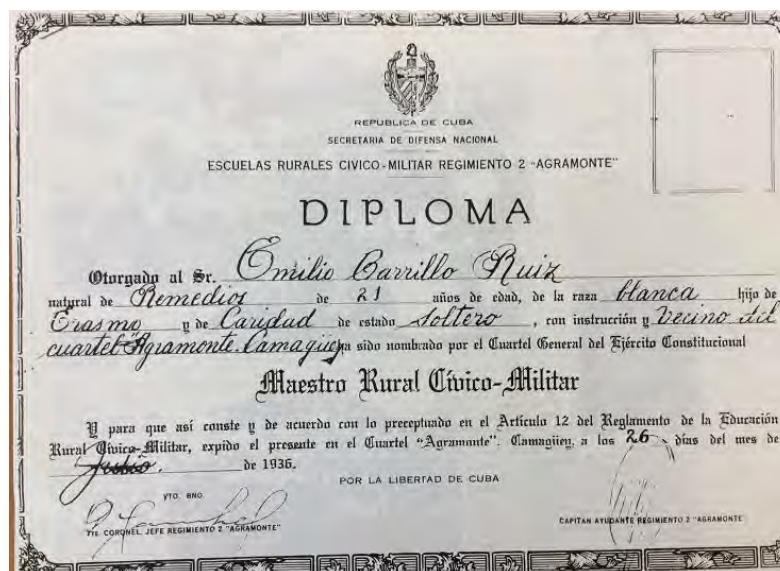 REPUBLICA DE CUBA
SECRETARIA DE DIFENSA NACIONAL
ESCUELAS RURALES CIVICO-MILITAR REGIMIENTO 2 "AGRAMONTE"
DIPLOMA
Otorgado al Sr. Emilio Carrillo Ruiz
natural de Remedios de 21 años de edad, de la raza blanca hijo de
Erasmo y de Caridad de estado soltero, con instrucción y Vecino del
cuartel "Agramonte. Camagüey ha sido nombrado por el Cuartel General del Ejército Constitucional
Maestro Rural Cívico-Militar
Y para que así conste y de acuerdo con lo preceptuado en el Artículo 12 del Reglamento de la Educación
Rural Cívico-Militar, expido el presente en el Cuartel "Agramonte". Camagüey, a los 26 días del mes de
de 1936.
POR LA LIBERTAD DE CUBA
VTO. BNO.
TTE. CORONEL JEFE REGIMIENTO 2 "AGRAMONTE"
CAPITAN AYUDANTE REGIMIENTO 2 "AGRAMONTE